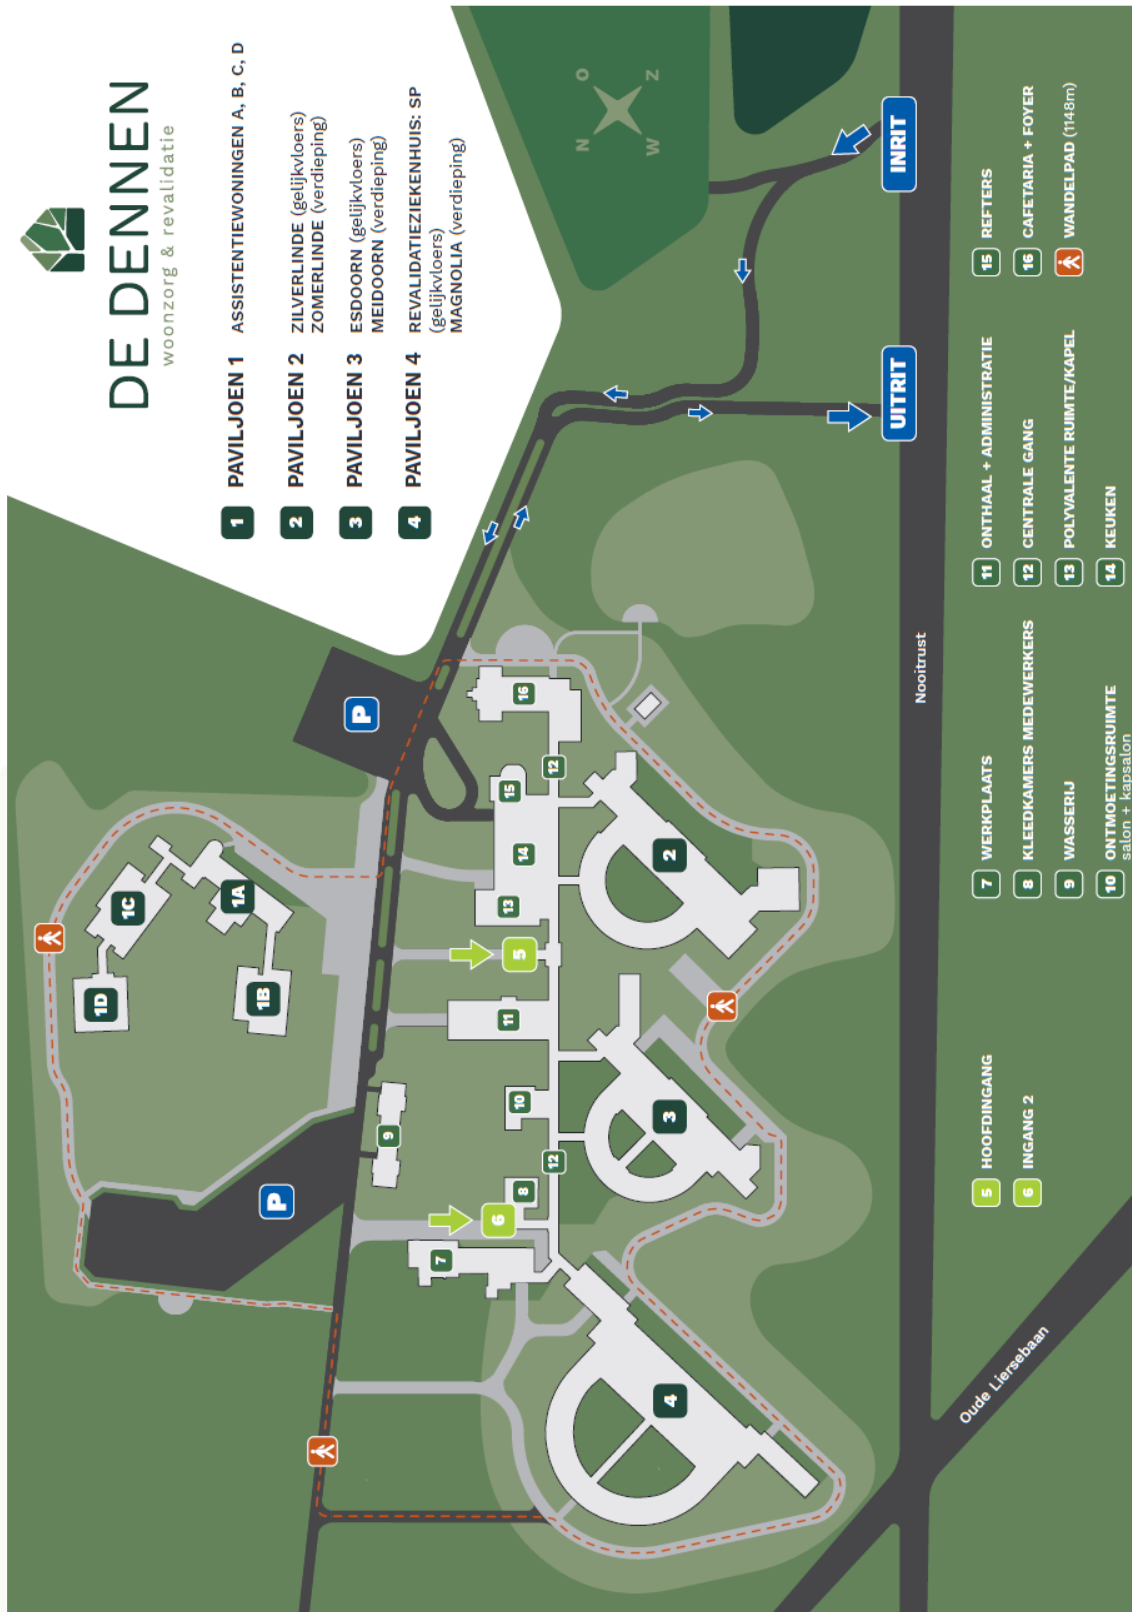 DE DENNEN
woonzorg & revalidatie
1 PAVILJOEN 1 ASSISTENTIEWONINGEN A, B, C, D
2 PAVILJOEN 2 ZILVERLINDE (gelijkvloers)
ZOMERLINDE (verdieping)
3 PAVILJOEN 3 ESDOORN (gelijkvloers)
MEIDOORN (verdieping)
4 PAVILJOEN 4 REVALIDATIEZIEKENHUIS: SP
(gelijkvloers)
MAGNOLIA (verdieping)
N
O
W
Z
P
P
1C
1D
1A
1B
9
7
6
8
10
11
5
13
14
15
16
12
12
4
3
2
INRIT
UITRIT
Nooitrust
Oude Liersebaan
5 HOOFDINGANG
6 INGANG 2
7 WERKPLAATS
8 KLEEDKAMERS MEDEWERKERS
9 WASSERIJ
10 ONTMOETINGSRUIMTE
salon + kapsalon
11 ONTHAAL + ADMINISTRATIE
12 CENTRALE GANG
13 POLYVALENTE RUIMTE/KAPEL
14 KEUKEN
15 REFTERS
16 CAFETARIA + FOYER
WANDELPAD (1148m)